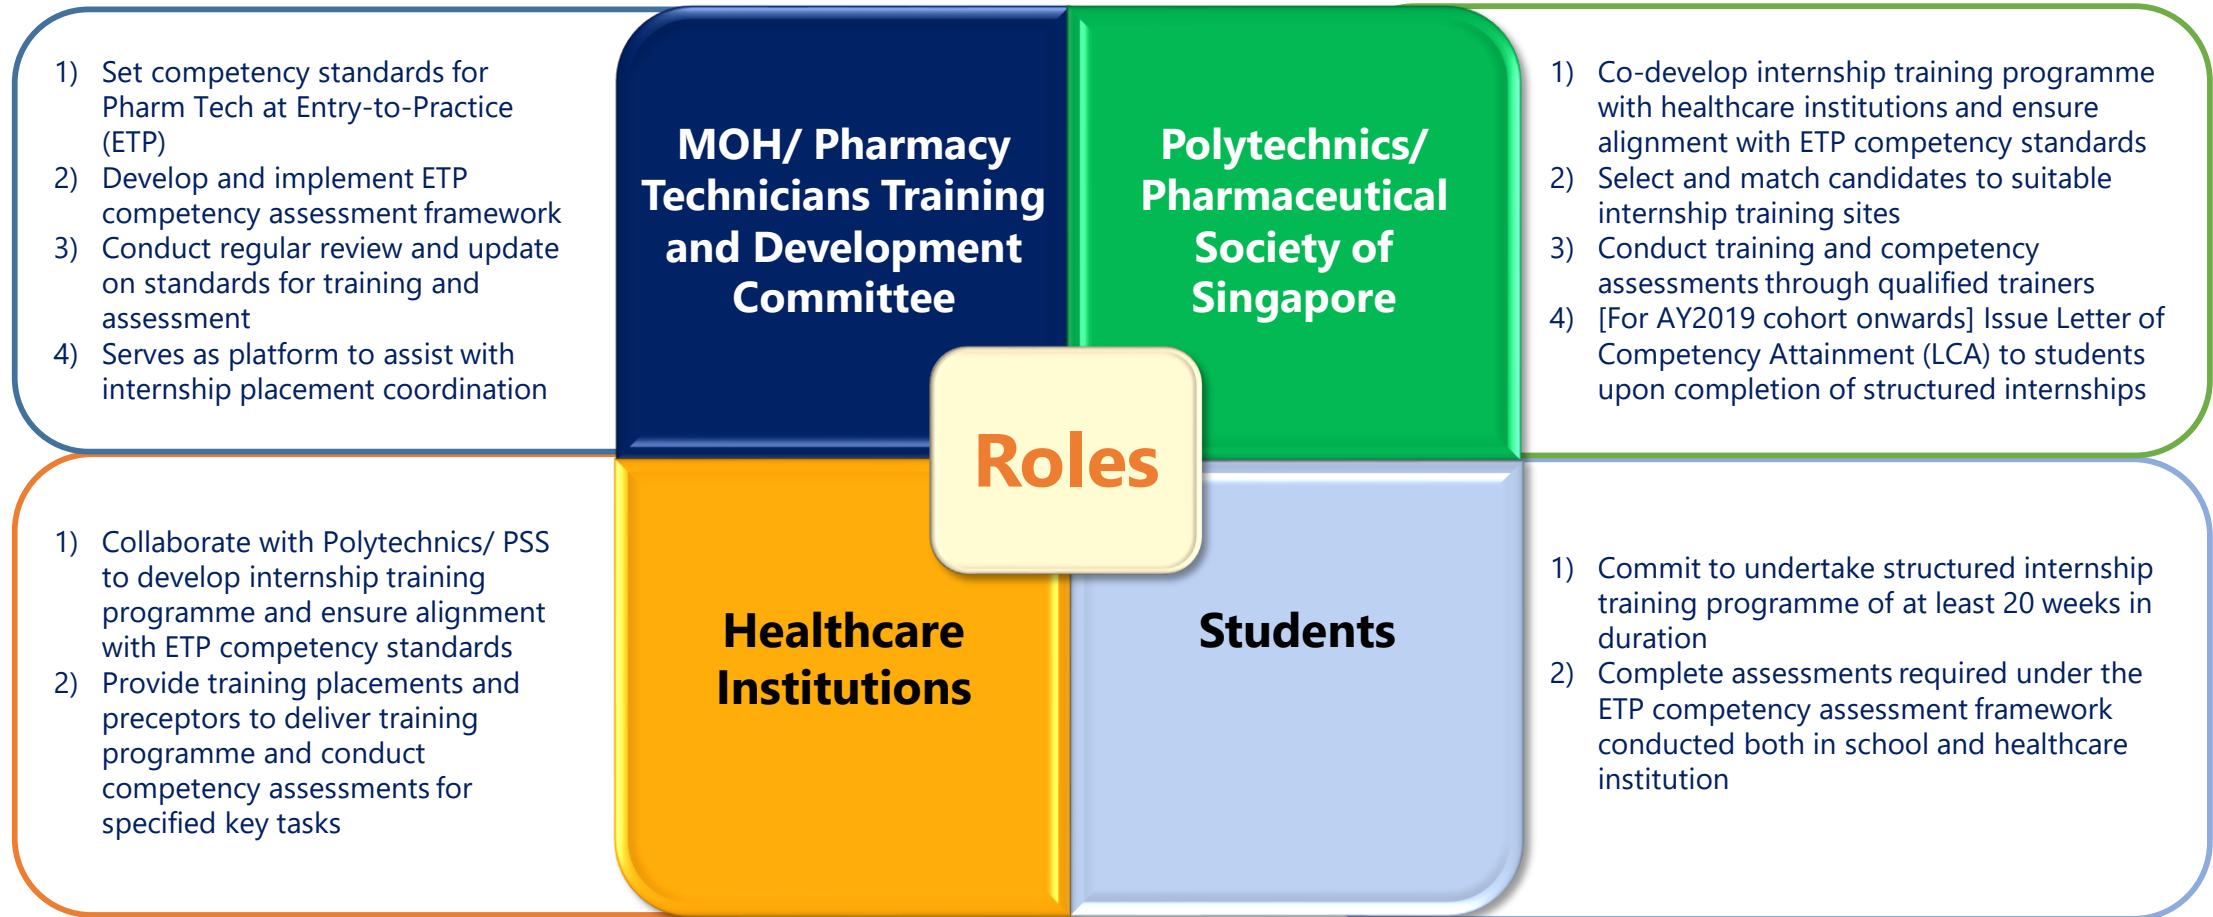 1) Set competency standards for
Pharm Tech at Entry-to-Practice
(ETP)
2) Develop and implement ETP
competency assessment framework
3) Conduct regular review and update
on standards for training and
assessment
4) Serves as platform to assist with
internship placement coordination
MOH/ Pharmacy
Technicians Training
and Development
Committee
Polytechnics/
Pharmaceutical
Society of
Singapore
1) Co-develop internship training programme
with healthcare institutions and ensure
alignment with ETP competency standards
2) Select and match candidates to suitable
internship training sites
3) Conduct training and competency
assessments through qualified trainers
4) [For AY2019 cohort onwards] Issue Letter of
Competency Attainment (LCA) to students
upon completion of structured internships
Roles
1) Collaborate with Polytechnics/ PSS
to develop internship training
programme and ensure alignment
with ETP competency standards
2) Provide training placements and
preceptors to deliver training
programme and conduct
competency assessments for
specified key tasks
Healthcare
Institutions
Students
1) Commit to undertake structured internship
training programme of at least 20 weeks in
duration
2) Complete assessments required under the
ETP competency assessment framework
conducted both in school and healthcare
institution